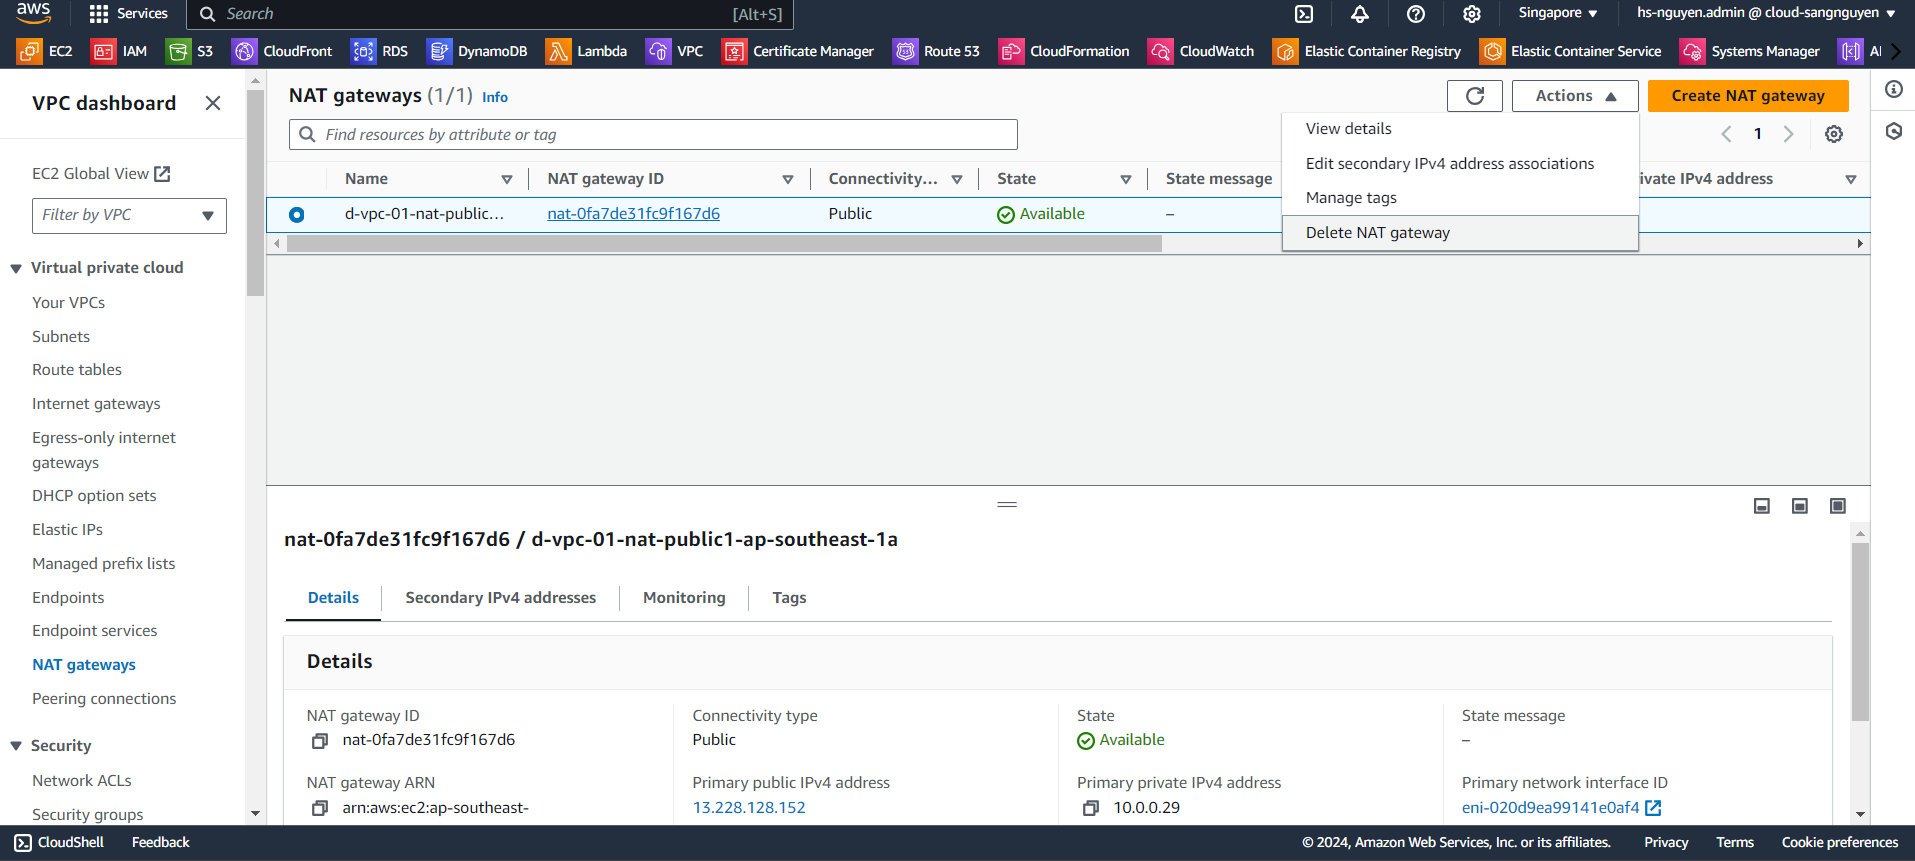 aws
Services
Search
[Alt+S]
Singapore
hs-nguyen.admin @ cloud-sangnguyen
EC2
IAM
S3
CloudFront
RDS
DynamoDB
Lambda
VPC
Certificate Manager
Route 53
CloudFormation
CloudWatch
Elastic Container Registry
Elastic Container Service
Systems Manager
VPC dashboard
EC2 Global View
Filter by VPC
Virtual private cloud
Your VPCs
Subnets
Route tables
Internet gateways
Egress-only internet
gateways
DHCP option sets
Elastic IPs
Managed prefix lists
Endpoints
Endpoint services
NAT gateways
Peering connections
Security
Network ACLs
Security groups
NAT gateways (1/1) Info
Actions
Create NAT gateway
Find resources by attribute or tag
1
View details
Edit secondary IPv4 address associations
Manage tags
Delete NAT gateway
Name
NAT gateway ID
Connectivity...
State
State message
ivate IPv4 address
d-vpc-01-nat-public...
nat-0fa7de31fc9f167d6
Public
Available
–
nat-0fa7de31fc9f167d6 / d-vpc-01-nat-public1-ap-southeast-1a
Details
Secondary IPv4 addresses
Monitoring
Tags
Details
NAT gateway ID
nat-0fa7de31fc9f167d6
Connectivity type
Public
State
Available
State message
–
NAT gateway ARN
arn:aws:ec2:ap-southeast-
Primary public IPv4 address
13.228.128.152
Primary private IPv4 address
10.0.0.29
Primary network interface ID
eni-020d9ea99141e0af4
CloudShell
Feedback
© 2024, Amazon Web Services, Inc. or its affiliates.
Privacy
Terms
Cookie preferences